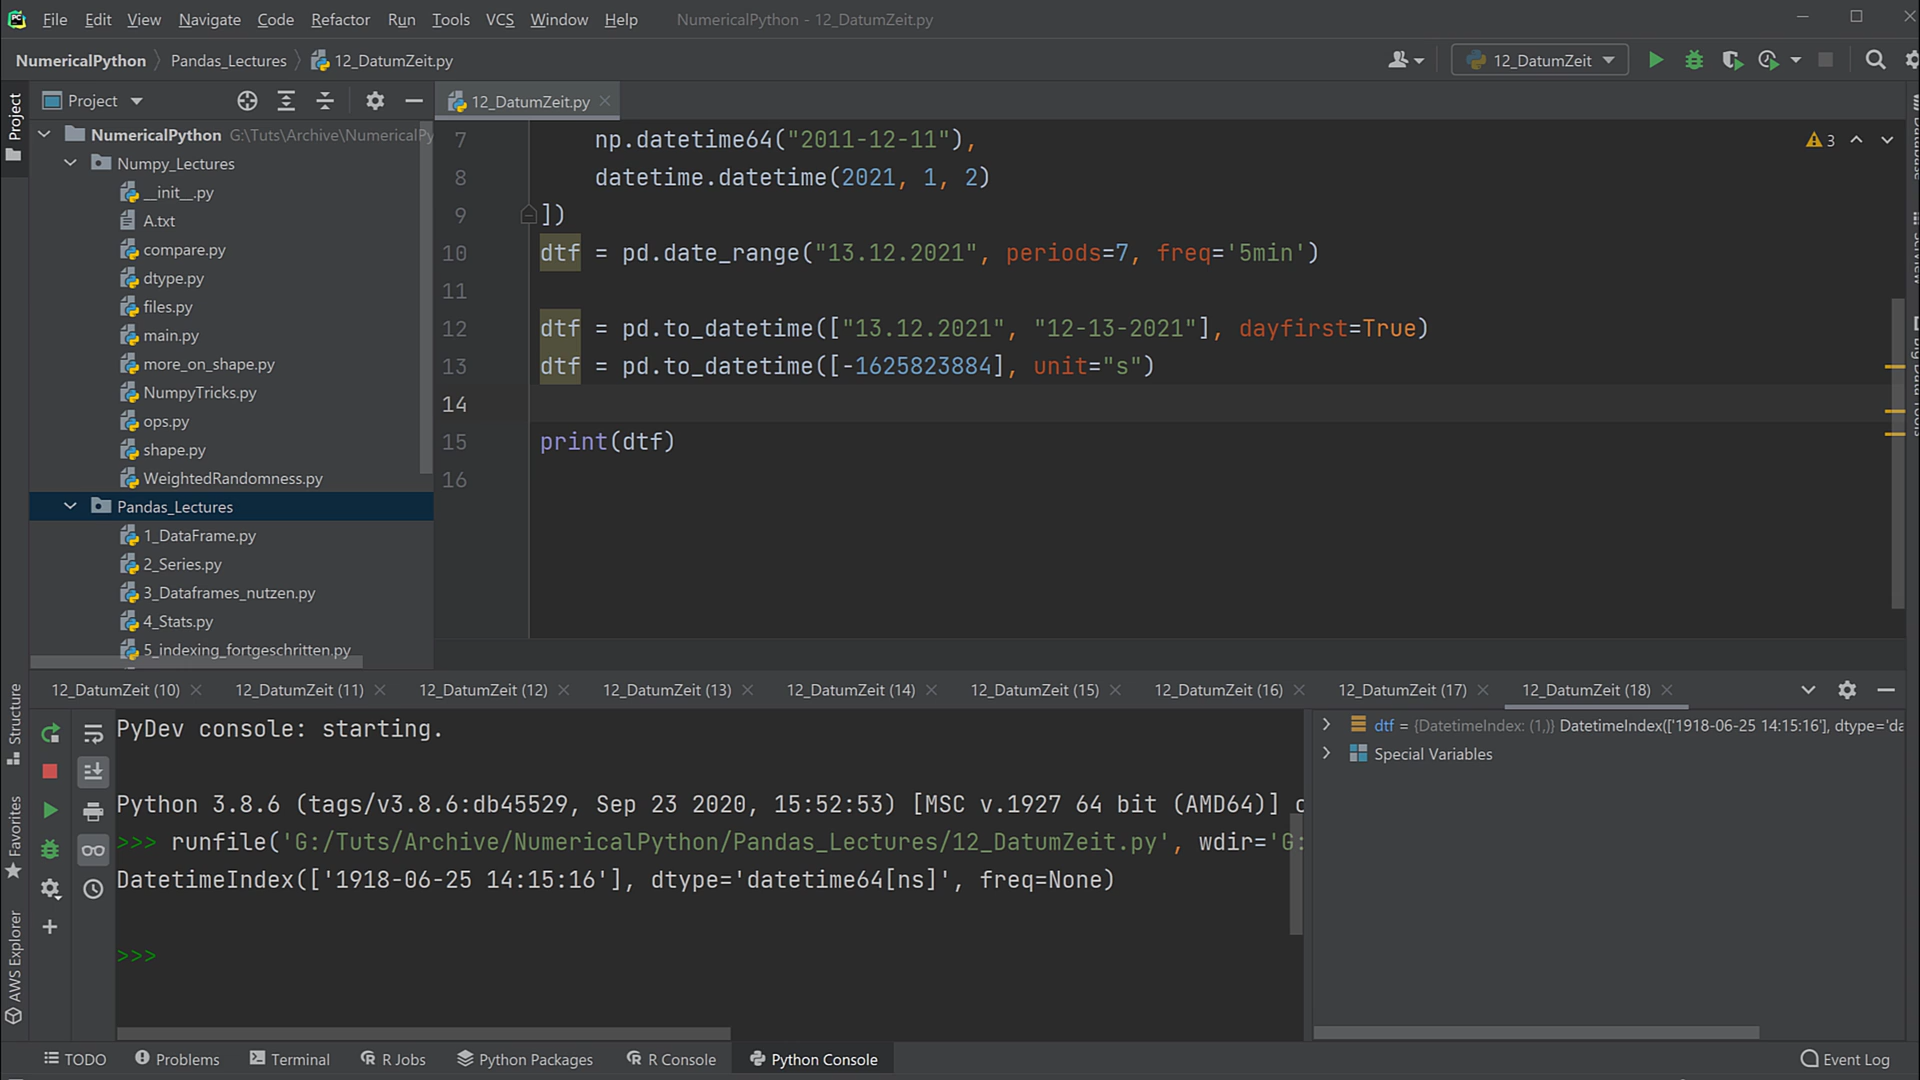 File Edit View Navigate Code Refactor Run Tools VCS Window Help NumericalPython - 12_DatumZeit.py
NumericalPython Pandas_Lectures 12_DatumZeit.py 12_DatumZeit
Project
Project
12_DatumZeit.py
NumericalPython G:\Tuts\Archive\NumericalPy
Numpy_Lectures
__init__.py
A.txt
compare.py
dtype.py
files.py
main.py
more_on_shape.py
NumpyTricks.py
ops.py
shape.py
WeightedRandomness.py
Pandas_Lectures
1_DataFrame.py
2_Series.py
3_Dataframes_nutzen.py
4_Stats.py
5_indexing_fortgeschritten.py
7 np.datetime64("2011-12-11"),
3
8 datetime.datetime(2021, 1, 2)
9 ])
10 dtf = pd.date_range("13.12.2021", periods=7, freq='5min')
11
12 dtf = pd.to_datetime(["13.12.2021", "12-13-2021"], dayfirst=True)
13 dtf = pd.to_datetime([-1625823884], unit="s")
14
15 print(dtf)
16
12_DatumZeit (10) 12_DatumZeit (11) 12_DatumZeit (12) 12_DatumZeit (13) 12_DatumZeit (14) 12_DatumZeit (15) 12_DatumZeit (16) 12_DatumZeit (17) 12_DatumZeit (18)
Structure
Favorites
AWS Explorer
PyDev console: starting.
Python 3.8.6 (tags/v3.8.6:db45529, Sep 23 2020, 15:52:53) [MSC v.1927 64 bit (AMD64)] o
>>> runfile('G:/Tuts/Archive/NumericalPython/Pandas_Lectures/12_DatumZeit.py', wdir='G:
DatetimeIndex(['1918-06-25 14:15:16'], dtype='datetime64[ns]', freq=None)
>>>
dtf = {DatetimeIndex: (1,)} DatetimeIndex(['1918-06-25 14:15:16'], dtype='da
Special Variables
TODO Problems Terminal R Jobs Python Packages R Console Python Console Event Log